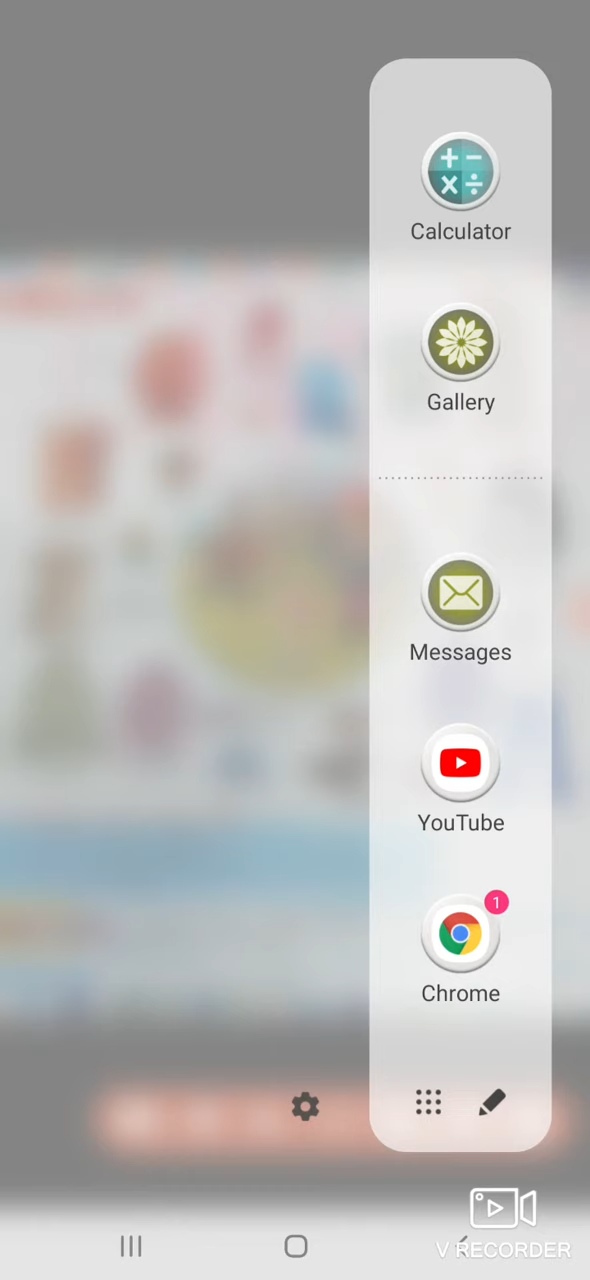 Calculator
Gallery
Messages
YouTube
1
Chrome
V RECORDER